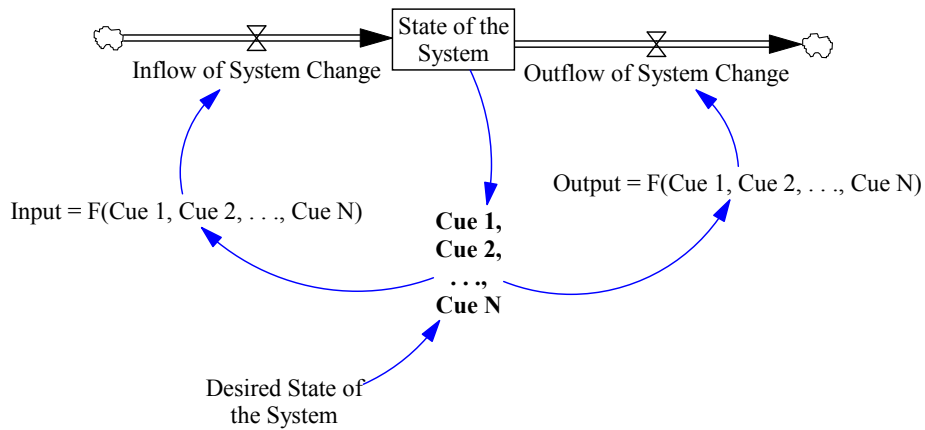 State of the
System
Inflow of System Change
Outflow of System Change
Input = F(Cue 1, Cue 2, . . ., Cue N)
Output = F(Cue 1, Cue 2, . . ., Cue N)
Cue 1,
Cue 2,
. . .,
Cue N
Desired State of
the System